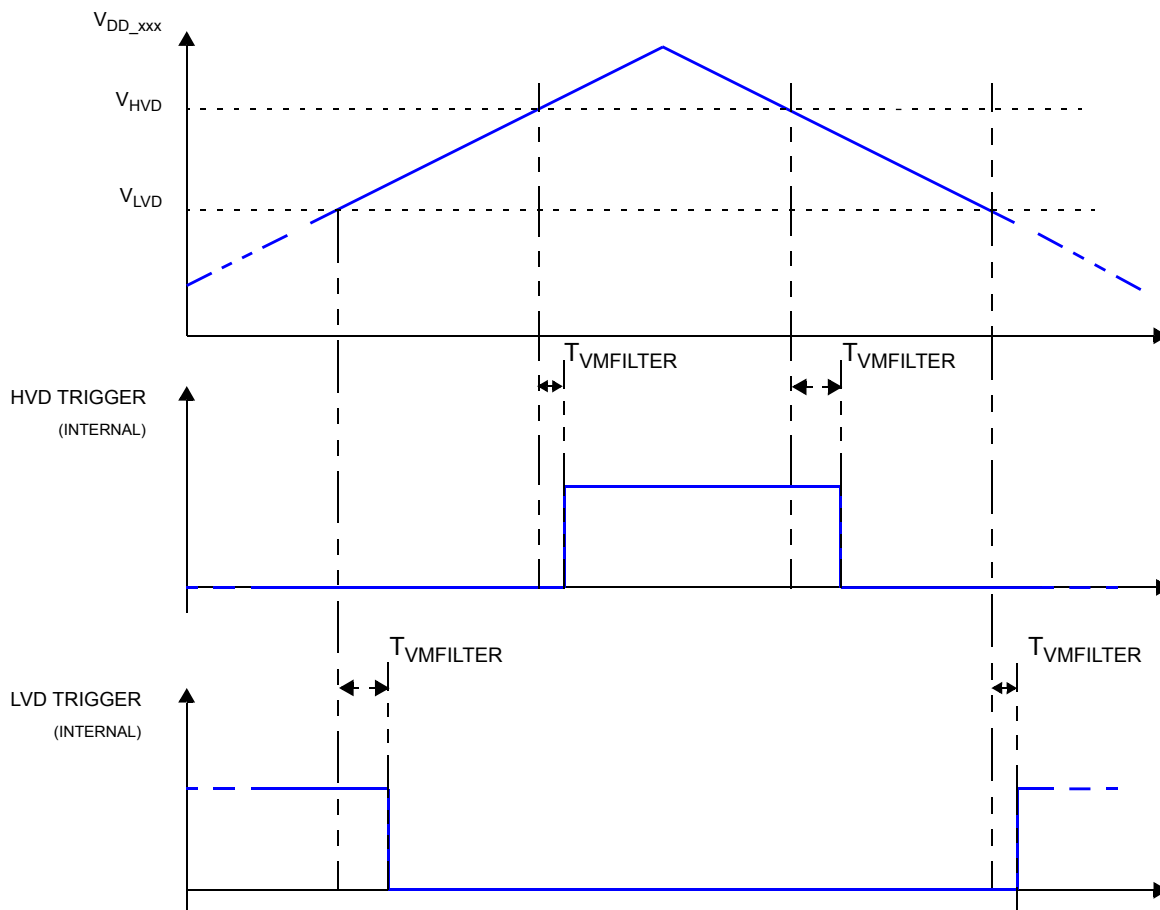 VDD_xxx
VHVD
VLVD
TVMFILTER TVMFILTER
HVD TRIGGER
(INTERNAL)
TVMFILTER TVMFILTER
LVD TRIGGER
(INTERNAL)